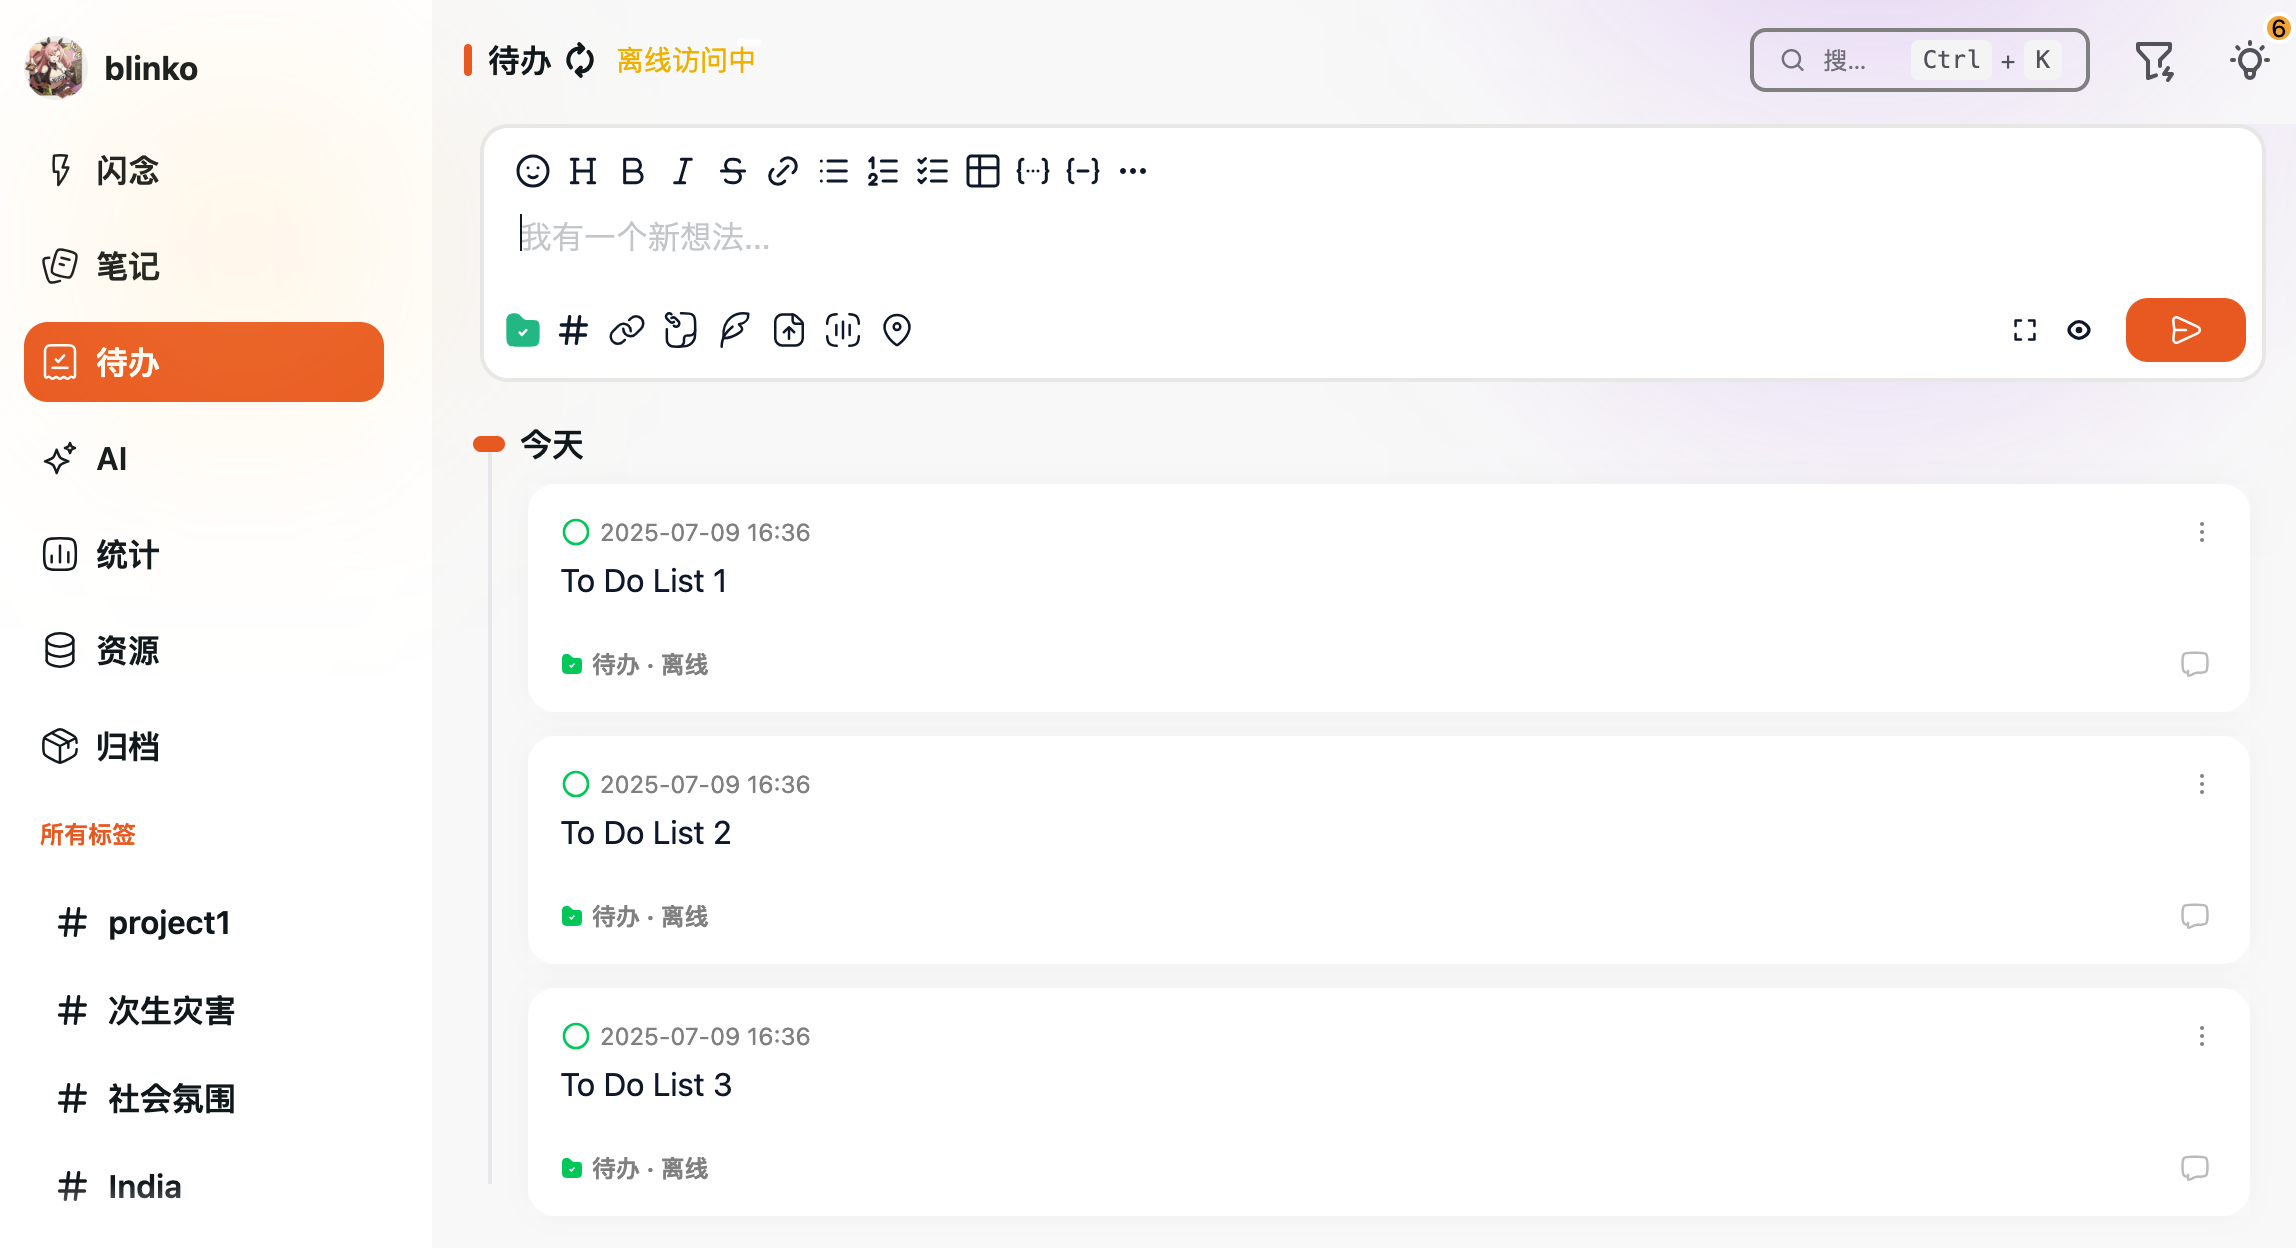 blinko
闪念
笔记
待办
AI
统计
资源
归档
所有标签
# project1
# 次生灾害
# 社会氛围
# India
待办 离线访问中
搜... Ctrl + K
6
我有一个新想法...
今天
2025-07-09 16:36
To Do List 1
待办 · 离线
2025-07-09 16:36
To Do List 2
待办 · 离线
2025-07-09 16:36
To Do List 3
待办 · 离线